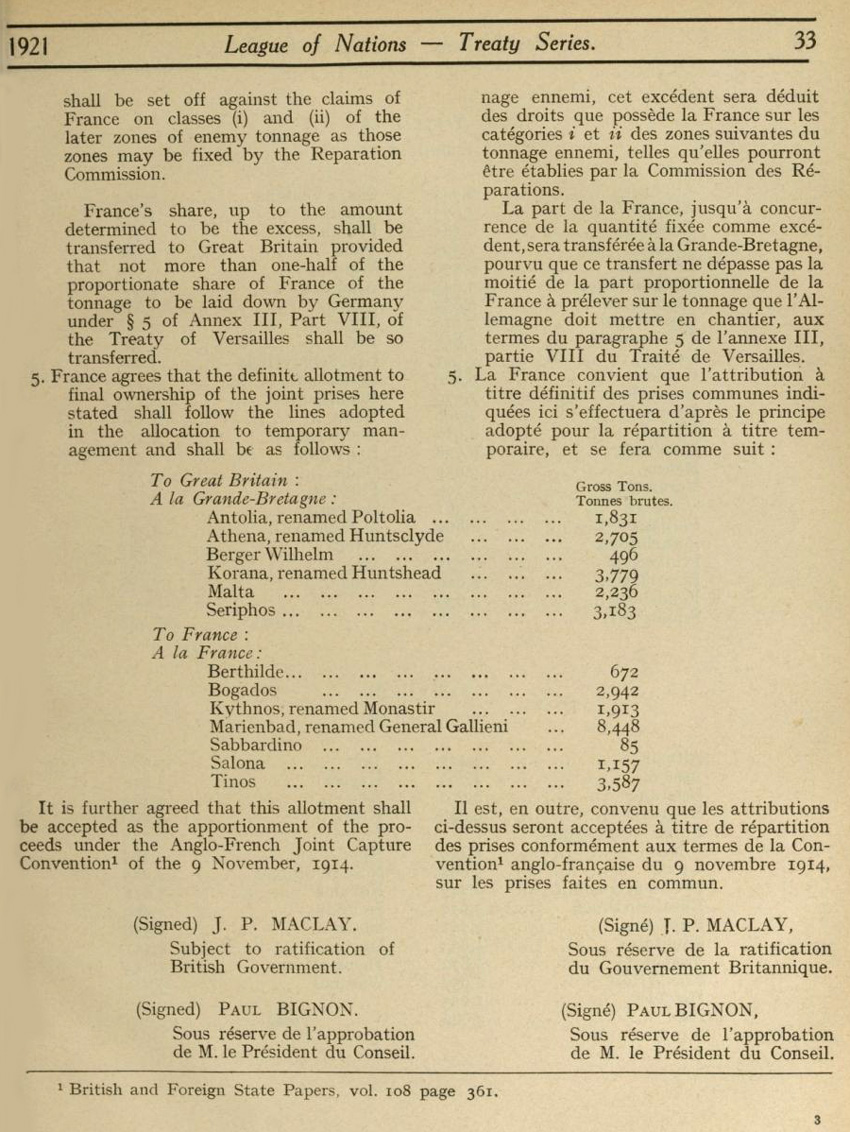 1921 League of Nations — Treaty Series. 33
shall be set off against the claims of
France on classes (i) and (ii) of the
later zones of enemy tonnage as those
zones may be fixed by the Reparation
Commission.
France's share, up to the amount
determined to be the excess, shall be
transferred to Great Britain provided
that not more than one-half of the
proportionate share of France of the
tonnage to be laid down by Germany
under § 5 of Annex III, Part VIII, of
the Treaty of Versailles shall be so
transferred.
5. France agrees that the definite allotment to
final ownership of the joint prises here
stated shall follow the lines adopted
in the allocation to temporary man-
agement and shall be as follows :
nage ennemi, cet excédent sera déduit
des droits que possède la France sur les
catégories i et ii des zones suivantes du
tonnage ennemi, telles qu'elles pourront
être établies par la Commission des Ré-
parations.
La part de la France, jusqu'à concur-
rence de la quantité fixée comme excé-
dent, sera transférée à la Grande-Bretagne,
pourvu que ce transfert ne dépasse pas la
moitié de la part proportionnelle de la
France à prélever sur le tonnage que l'Al-
lemagne doit mettre en chantier, aux
termes du paragraphe 5 de l'annexe III,
partie VIII du Traité de Versailles.
5. La France convient que l'attribution à
titre définitif des prises communes indi-
quées ici s'effectuera d'après le principe
adopté pour la répartition à titre tem-
poraire, et se fera comme suit :
To Great Britain : Gross Tons.
A la Grande-Bretagne : Tonnes brutes.
Antolia, renamed Poltolia ... ... ... ... 1,831
Athena, renamed Huntsclyde ... ... ... 2,705
Berger Wilhelm ... ... ... ... ... ... 496
Korana, renamed Huntshead ... ... ... 3,779
Malta ... ... ... ... ... ... ... ... 2,236
Seriphos ... ... ... ... ... ... ... ... 3,183
To France :
A la France :
Berthilde... ... ... ... ... ... ... ... 672
Bogados ... ... ... ... ... ... ... 2,942
Kythnos, renamed Monastir ... ... ... 1,913
Marienbad, renamed General Gallieni ... 8,448
Sabbardino ... ... ... ... ... ... ... 85
Salona ... ... ... ... ... ... ... ... 1,157
Tinos ... ... ... ... ... ... ... ... 3,587
It is further agreed that this allotment shall
be accepted as the apportionment of the pro-
ceeds under the Anglo-French Joint Capture
Convention¹ of the 9 November, 1914.
Il est, en outre, convenu que les attributions
ci-dessus seront acceptées à titre de répartition
des prises conformément aux termes de la Con-
vention¹ anglo-française du 9 novembre 1914,
sur les prises faites en commun.
(Signed) J. P. MACLAY.
Subject to ratification of
British Government.
(Signed) PAUL BIGNON.
Sous réserve de l'approbation
de M. le Président du Conseil.
(Signé) J. P. MACLAY,
Sous réserve de la ratification
du Gouvernement Britannique.
(Signé) PAUL BIGNON,
Sous réserve de l'approbation
de M. le Président du Conseil.
¹ British and Foreign State Papers, vol. 108 page 361.
3